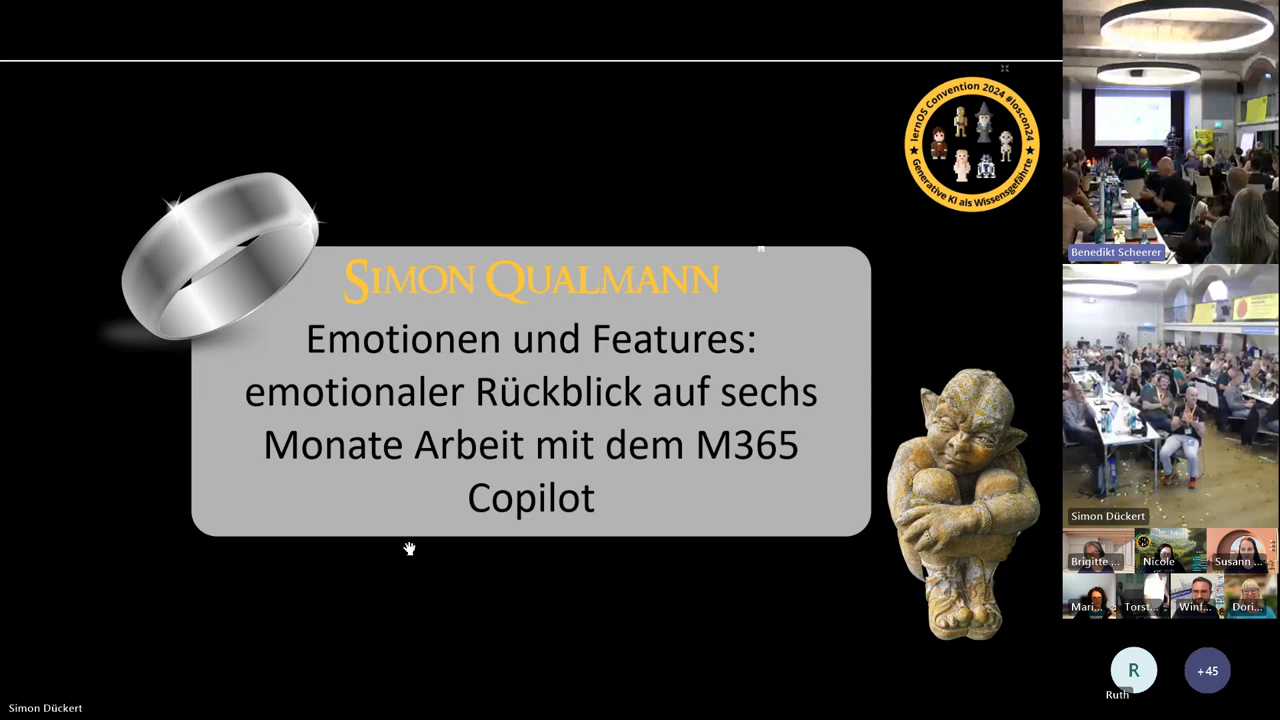 lernOS Convention 2024 #loscon24
Generative KI als Wissensgefährte
SIMON QUALMANN
Emotionen und Features:
emotionaler Rückblick auf sechs
Monate Arbeit mit dem M365
Copilot
Simon Dückert
Benedikt Scheerer
Simon Dückert
Brigitte ...
Nicole
Susann ...
Mari...
Torst...
Winf...
Dori...
R
Ruth
+45